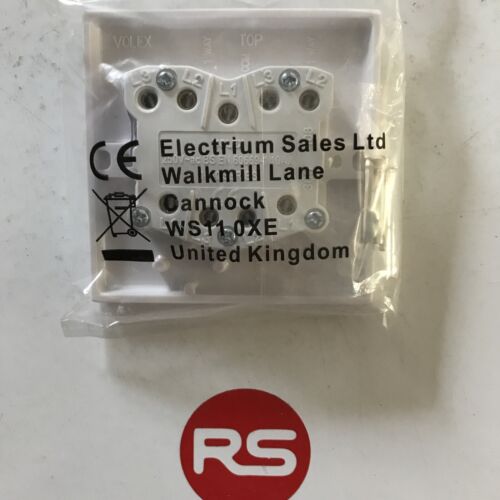 VOLEX
TOP
WAY
L3 L2 L1 L3 L2
CE
Electrium Sales Ltd
Walkmill Lane
Cannock
WS11 0XE
United Kingdom
RS